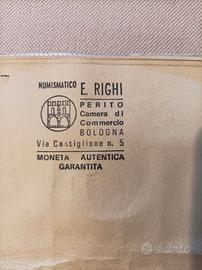 NUMISMATICO E. RIGHI
PERITO
Camera di
Commercio
BOLOGNA
Via Castiglione n. 5
MONETA AUTENTICA
GARANTITA
subito